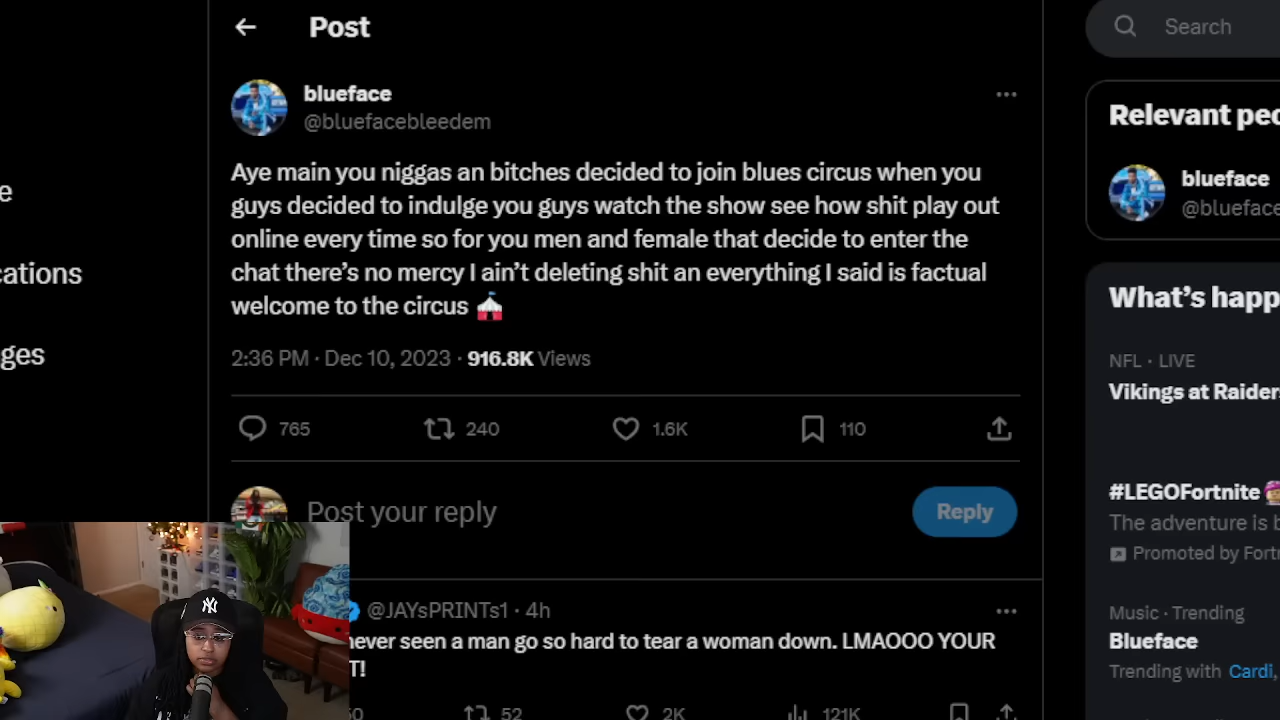 Post
Search
blueface
@bluefacebleedem
Aye main you niggas an bitches decided to join blues circus when you
guys decided to indulge you guys watch the show see how shit play out
online every time so for you men and female that decide to enter the
chat there’s no mercy I ain’t deleting shit an everything I said is factual
welcome to the circus 🎪
2:36 PM · Dec 10, 2023 · 916.8K Views
765 240 1.6K 110
Post your reply
Reply
@JAYsPRINTs1 · 4h
never seen a man go so hard to tear a woman down. LMAOOO YOUR
T!
52 2K 121K
e
cations
ges
Relevant peo
blueface
@blueface
What’s happ
NFL · LIVE
Vikings at Raiders
#LEGOFortnite
The adventure is b
Promoted by Fortn
Music · Trending
Blueface
Trending with Cardi,
NY